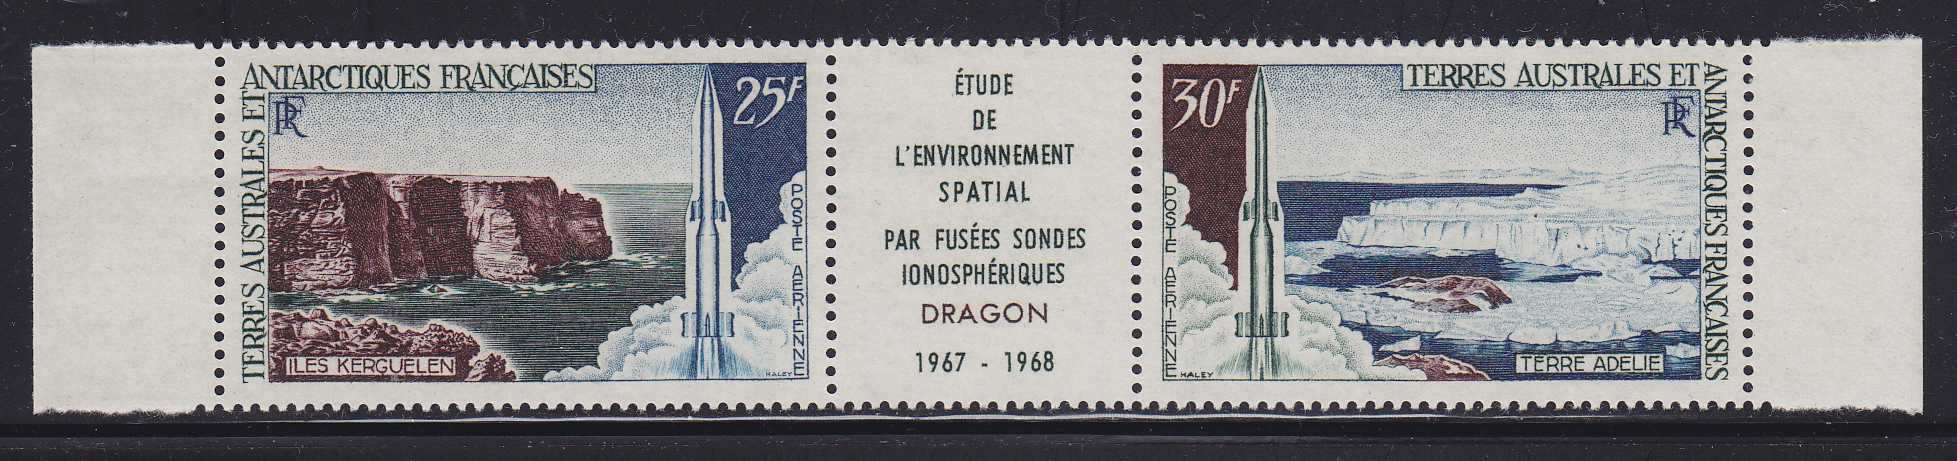 TERRES AUSTRALES ET
ANTARCTIQUES FRANÇAISES
RF
25F
POSTE AERIENNE
ILES KERGUELEN
HALEY
ÉTUDE
DE
L'ENVIRONNEMENT
SPATIAL
PAR FUSÉES SONDES
IONOSPHÉRIQUES
DRAGON
1967 - 1968
30F
TERRES AUSTRALES ET
ANTARCTIQUES FRANÇAISES
RF
POSTE AERIENNE
HALEY
TERRE ADELIE